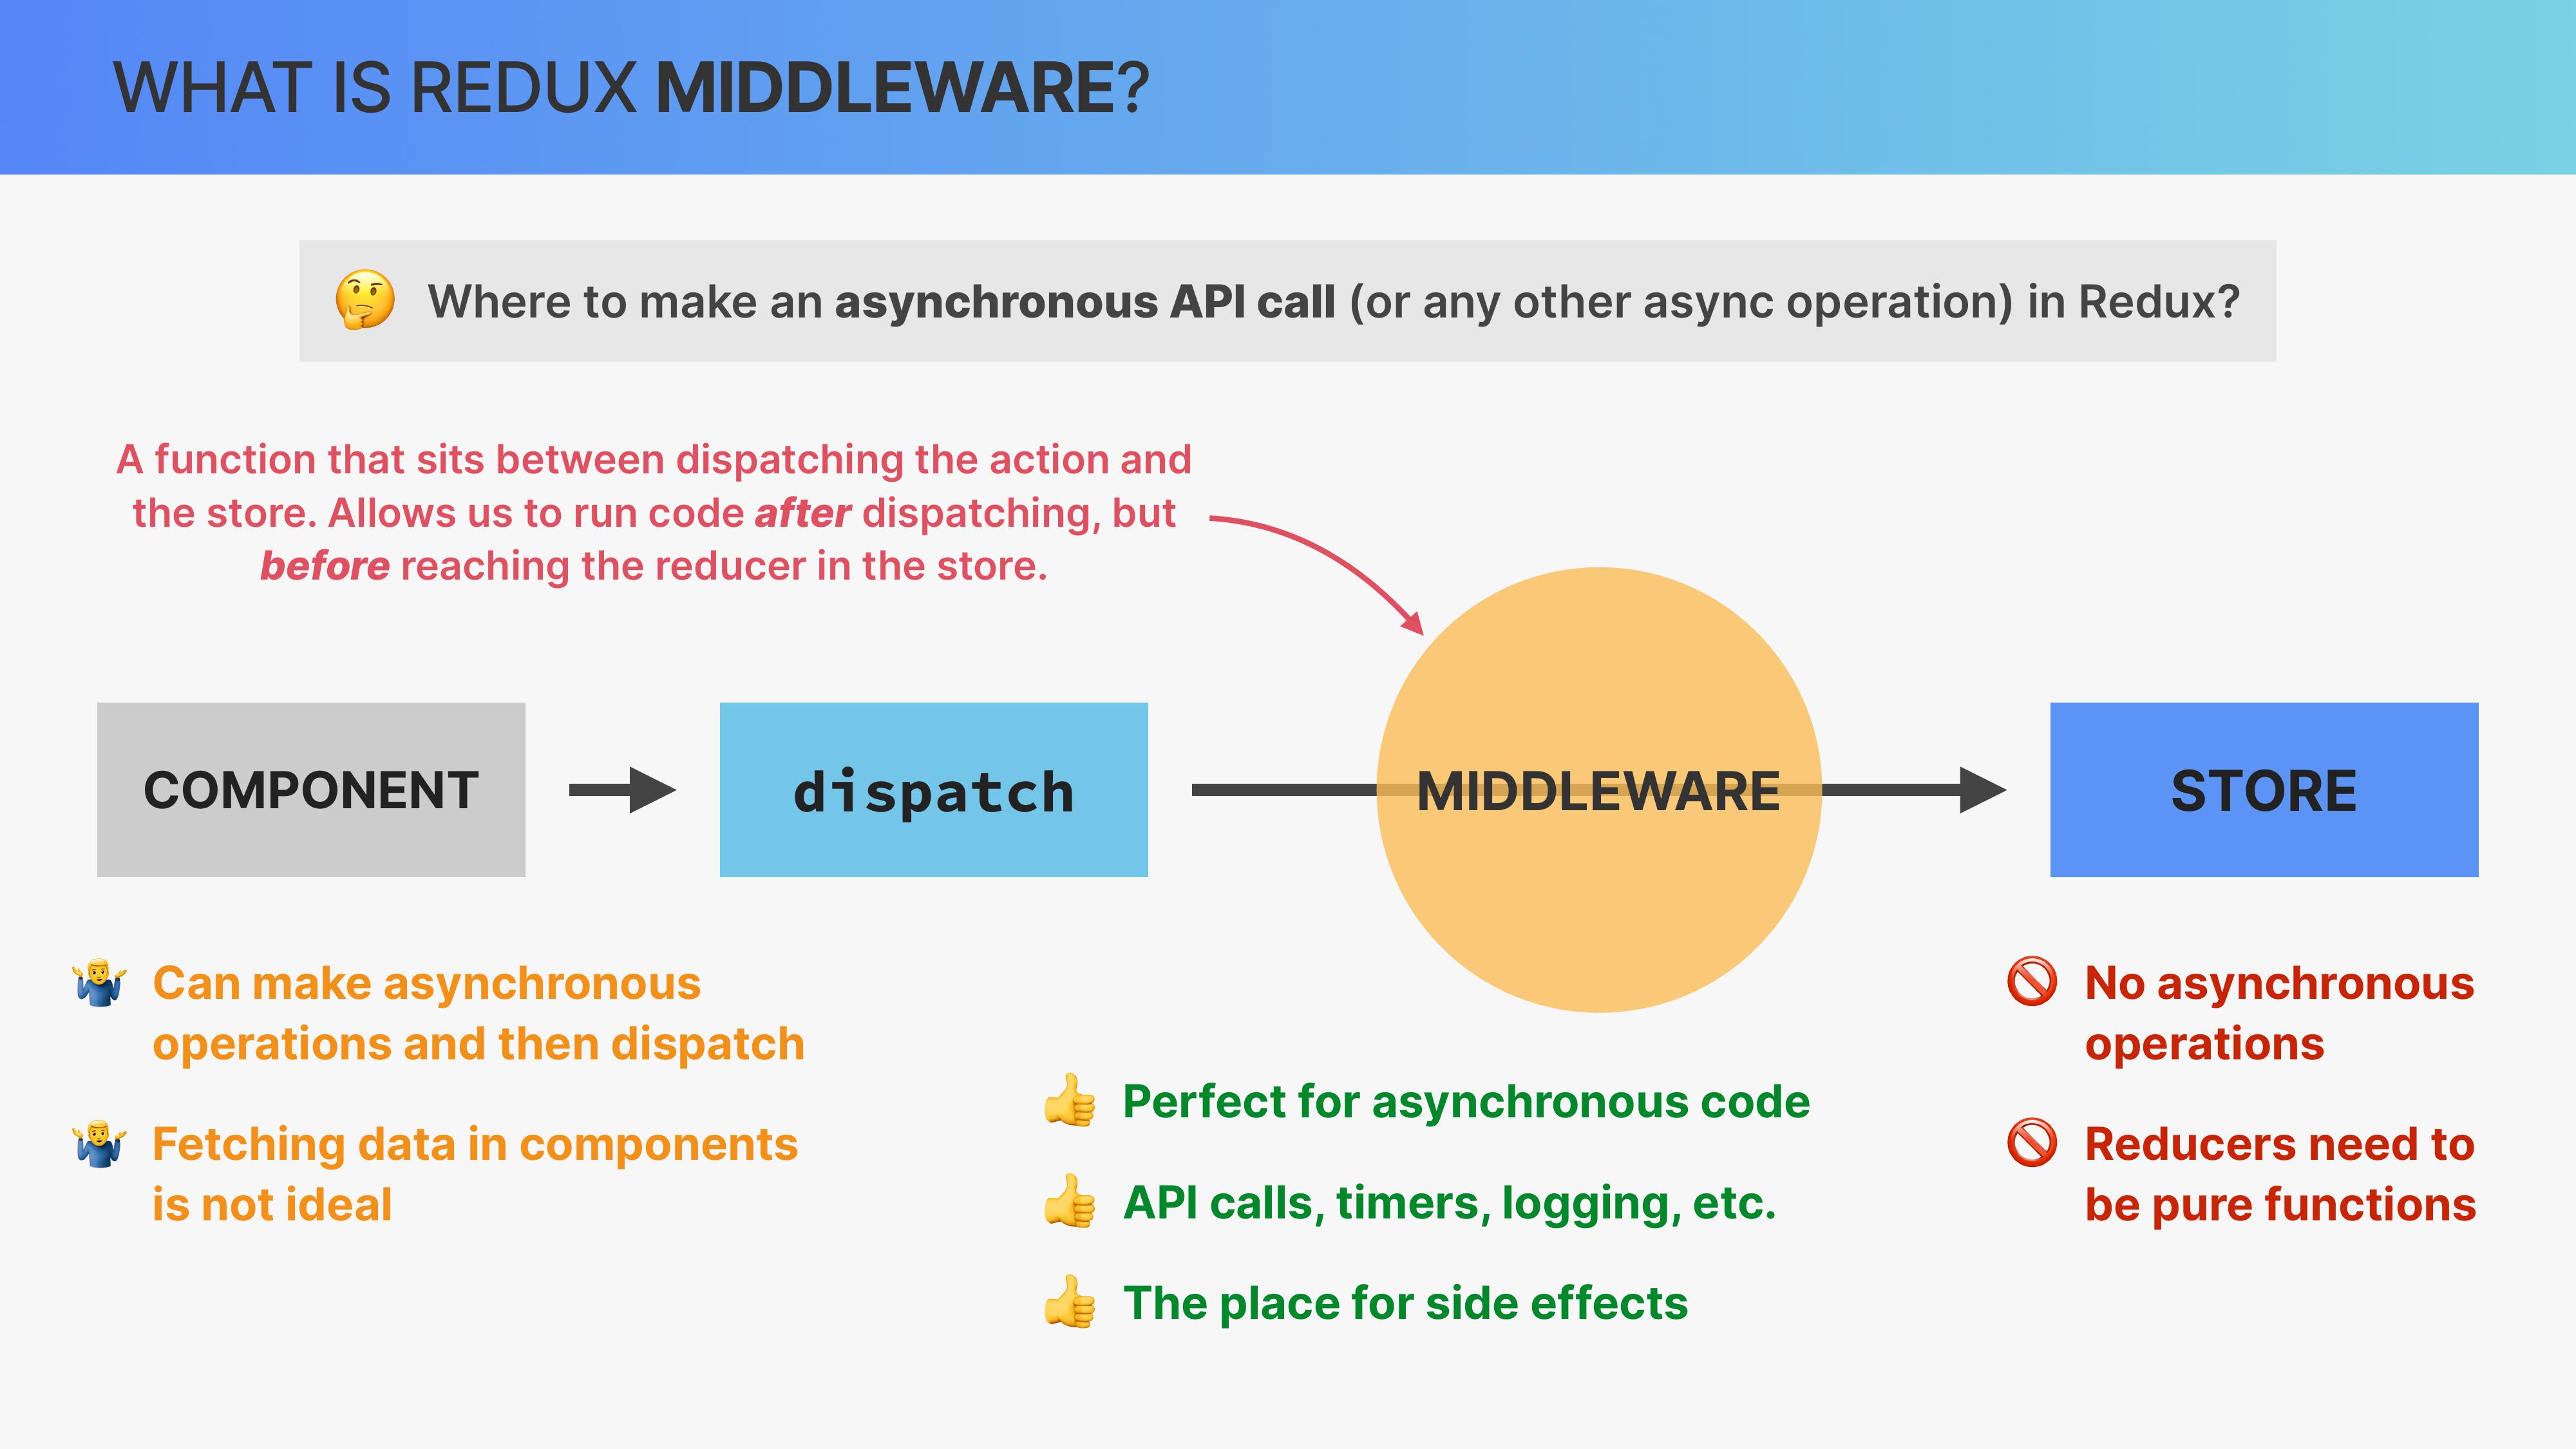 WHAT IS REDUX MIDDLEWARE?
Where to make an asynchronous API call (or any other async operation) in Redux?
A function that sits between dispatching the action and
the store. Allows us to run code after dispatching, but
before reaching the reducer in the store.
COMPONENT
dispatch
MIDDLEWARE
STORE
Can make asynchronous
operations and then dispatch
Fetching data in components
is not ideal
Perfect for asynchronous code
API calls, timers, logging, etc.
The place for side effects
No asynchronous
operations
Reducers need to
be pure functions